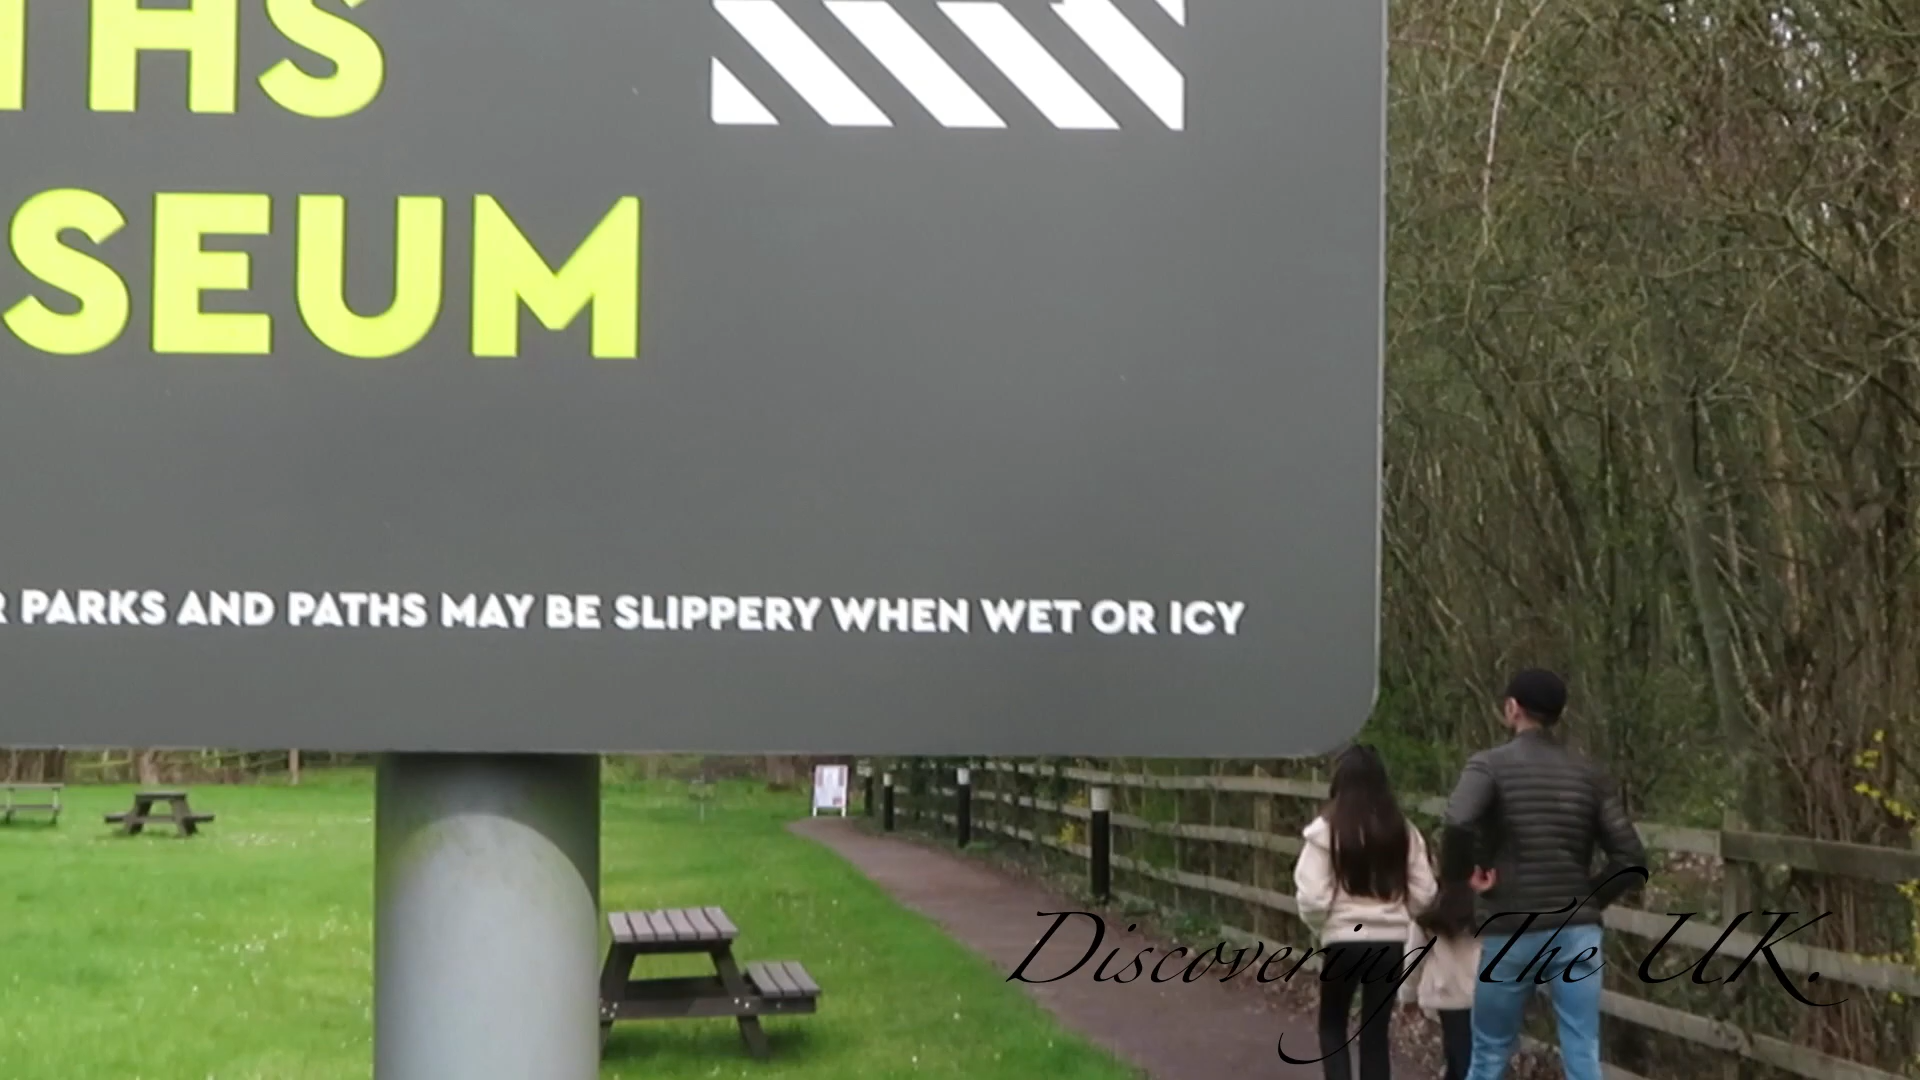 THS
SEUM
R PARKS AND PATHS MAY BE SLIPPERY WHEN WET OR ICY
Discovering The UK.